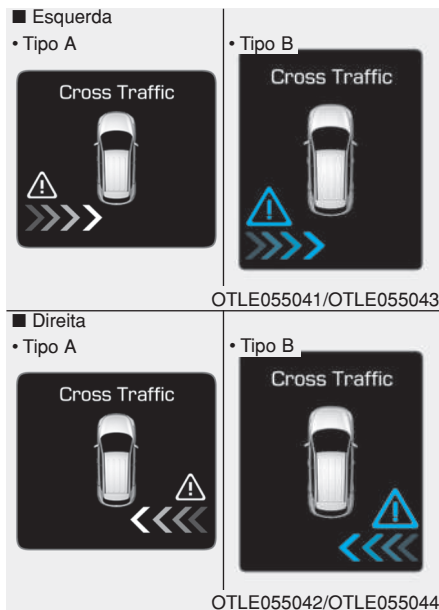 ■ Esquerda
• Tipo A
• Tipo B
Cross Traffic
Cross Traffic
OTLE055041/OTLE055043
■ Direita
• Tipo A
• Tipo B
Cross Traffic
Cross Traffic
OTLE055042/OTLE055044